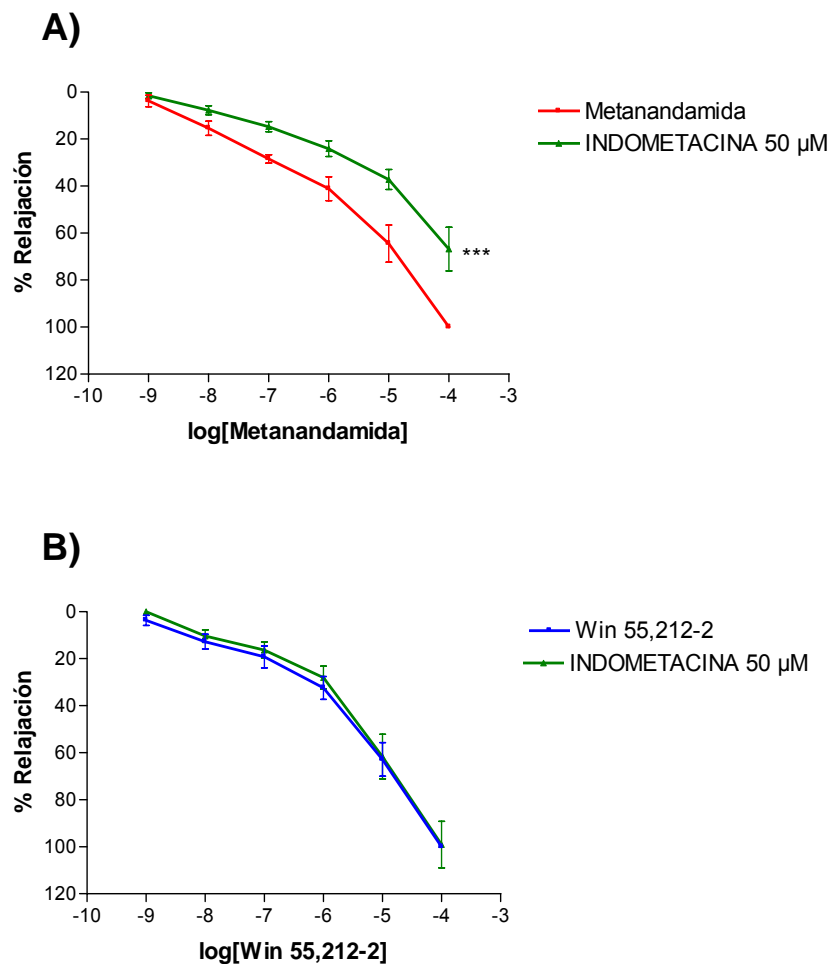 A)
0
20
40
60
80
100
120
% Relajación
-10 -9 -8 -7 -6 -5 -4 -3
log[Metanandamida]
Metanandamida
INDOMETACINA 50 µM
***
B)
0
20
40
60
80
100
120
% Relajación
-10 -9 -8 -7 -6 -5 -4 -3
log[Win 55,212-2]
Win 55,212-2
INDOMETACINA 50 µM